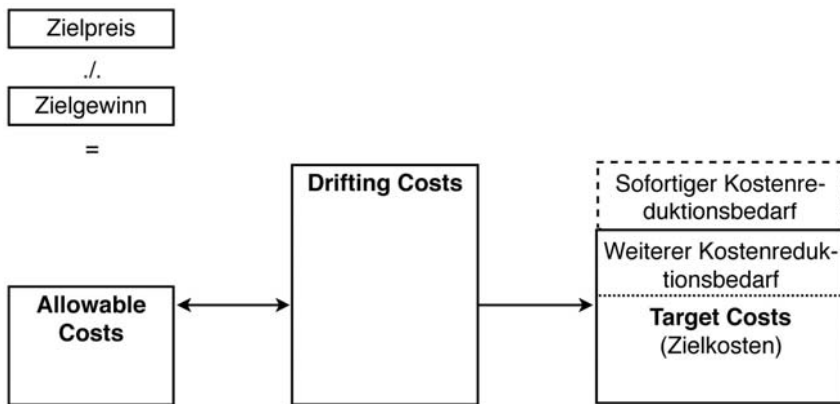 Zielpreis
./.
Zielgewinn
=
Allowable
Costs
Drifting Costs
Sofortiger Kostenre-
duktionsbedarf
Weiterer Kostenreduk-
tionsbedarf
Target Costs
(Zielkosten)